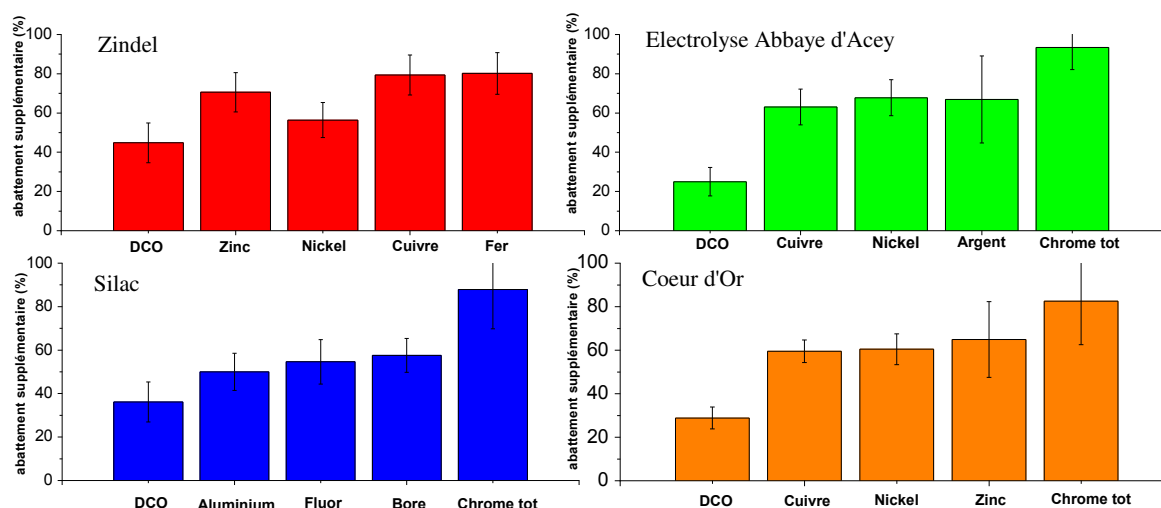 Zindel
abattement supplémentaire (%)
100
80
60
40
20
0
DCO Zinc Nickel Cuivre Fer
Electrolyse Abbaye d'Acey
abattement supplémentaire (%)
100
80
60
40
20
0
DCO Cuivre Nickel Argent Chrome tot
Silac
abattement supplémentaire (%)
100
80
60
40
20
0
DCO Aluminium Fluor Bore Chrome tot
Coeur d'Or
abattement supplémentaire (%)
100
80
60
40
20
0
DCO Cuivre Nickel Zinc Chrome tot